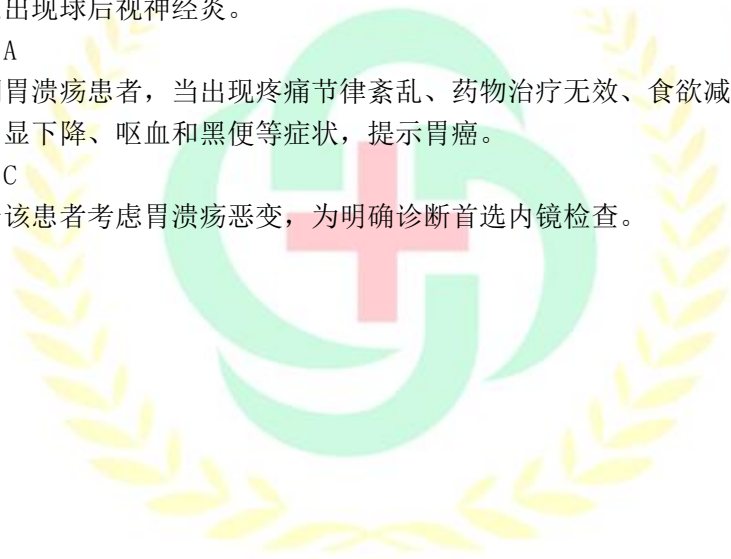 出现球后视神经炎。
A
胃溃疡患者，当出现疼痛节律紊乱、药物治疗无效、食欲减
显下降、呕血和黑便等症状，提示胃癌。
C
该患者考虑胃溃疡恶变，为明确诊断首选内镜检查。